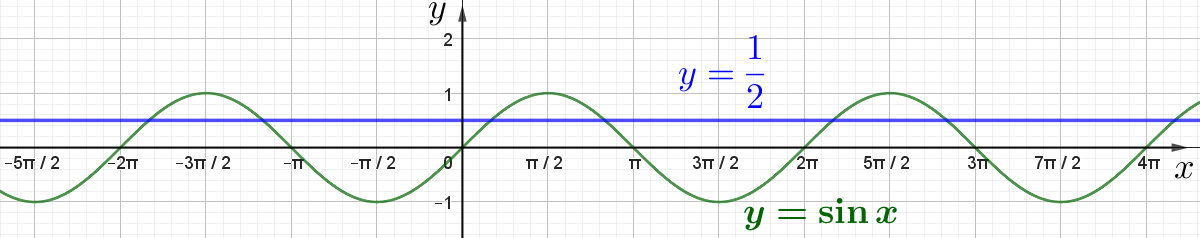 y
2
y = 1/2
1
-5π / 2 -2π -3π / 2 -π -π / 2 0 π / 2 π 3π / 2 2π 5π / 2 3π 7π / 2 4π
x
-1
y = sin x